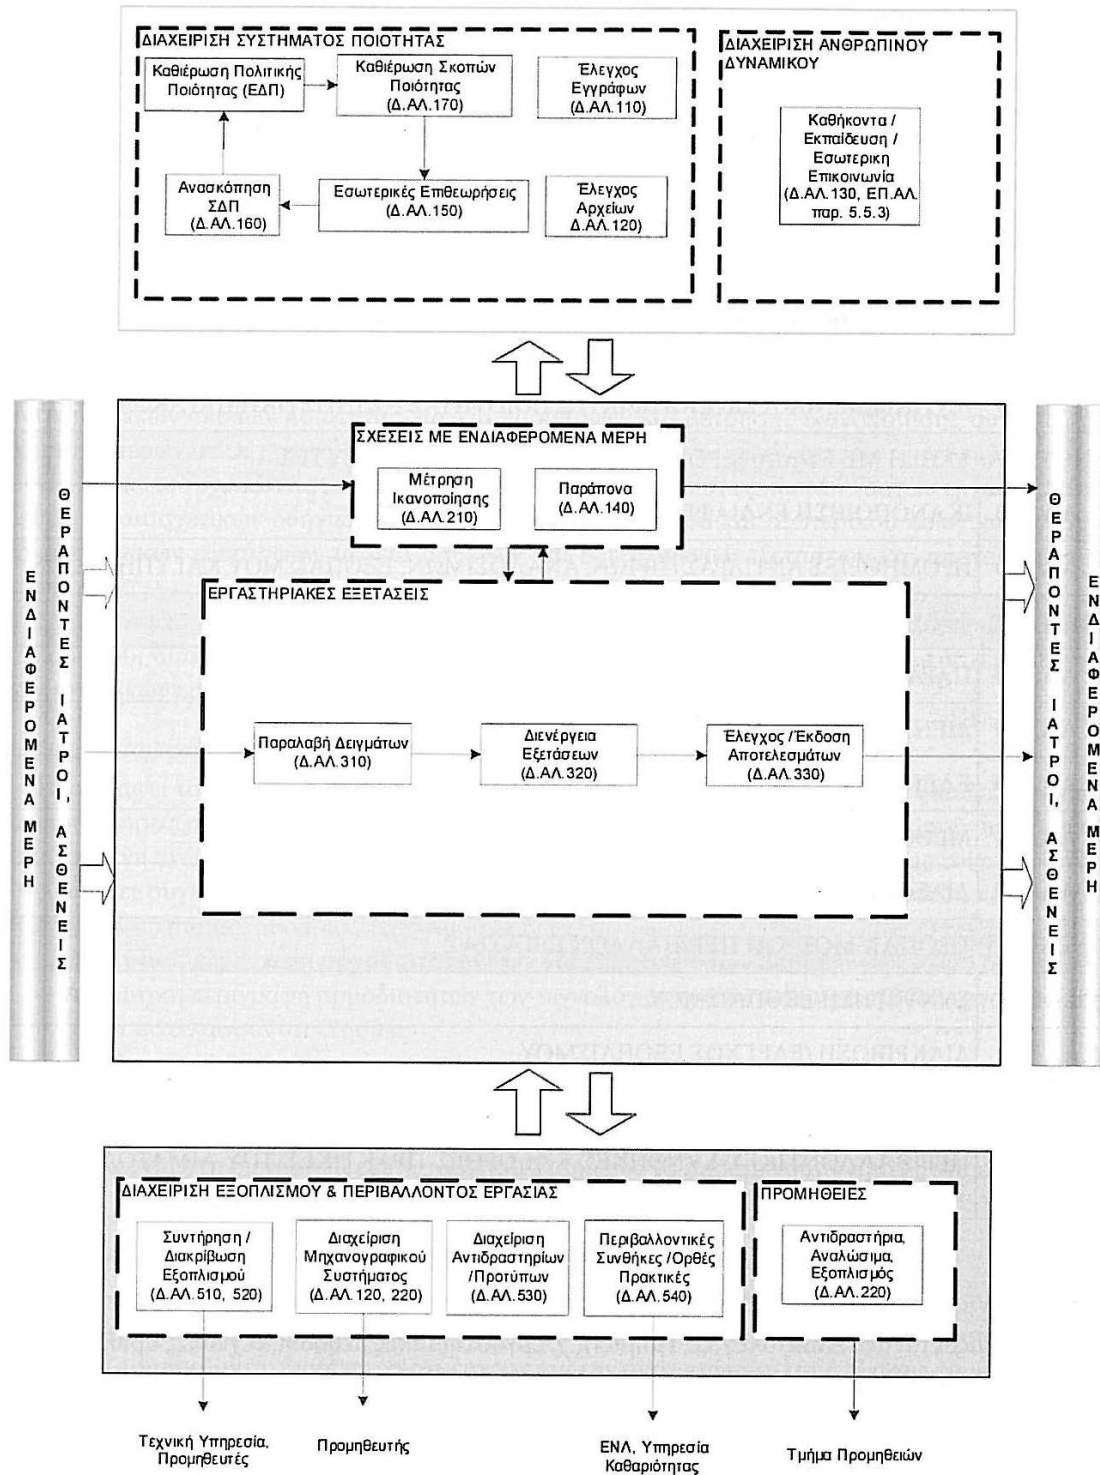 ΔΙΑΧΕΙΡΙΣΗ ΣΥΣΤΗΜΑΤΟΣ ΠΟΙΟΤΗΤΑΣ
Καθιέρωση Πολιτικής
Ποιότητας (ΕΔΠ)
Καθιέρωση Σκοπών
Ποιότητας
(Δ.ΑΛ.170)
Έλεγχος
Εγγράφων
(Δ.ΑΛ.110)
Ανασκόπηση
ΣΔΠ
(Δ.ΑΛ.160)
Εσωτερικές Επιθεωρήσεις
(Δ.ΑΛ.150)
Έλεγχος
Αρχείων
Δ.ΑΛ.120)
ΔΙΑΧΕΙΡΙΣΗ ΑΝΘΡΩΠΙΝΟΥ
ΔΥΝΑΜΙΚΟΥ
Καθήκοντα /
Εκπαίδευση /
Εσωτερικη
Επικοινωνία
(Δ.ΑΛ.130, ΕΠ.ΑΛ.
παρ. 5.5.3)
ΕΝΔΙΑΦΕΡΟΜΕΝΑ ΜΕΡΗ
ΘΕΡΑΠΟΝΤΕΣ ΙΑΤΡΟΙ, ΑΣΘΕΝΕΙΣ
ΣΧΕΣΕΙΣ ΜΕ ΕΝΔΙΑΦΕΡΟΜΕΝΑ ΜΕΡΗ
Μέτρηση
Ικανοποίησης
(Δ.ΑΛ.210)
Παράπονα
(Δ.ΑΛ.140)
ΕΡΓΑΣΤΗΡΙΑΚΕΣ ΕΞΕΤΑΣΕΙΣ
Παραλαβή Δειγμάτων
(Δ.ΑΛ.310)
Διενέργεια
Εξετάσεων
(Δ.ΑΛ.320)
Έλεγχος /Έκδοση
Αποτελεσμάτων
(Δ.ΑΛ.330)
ΘΕΡΑΠΟΝΤΕΣ ΙΑΤΡΟΙ, ΑΣΘΕΝΕΙΣ
ΕΝΔΙΑΦΕΡΟΜΕΝΑ ΜΕΡΗ
ΔΙΑΧΕΙΡΙΣΗ ΕΞΟΠΛΙΣΜΟΥ & ΠΕΡΙΒΑΛΛΟΝΤΟΣ ΕΡΓΑΣΙΑΣ
Συντήρηση /
Διακρίβωση
Εξοπλισμού
(Δ.ΑΛ.510, 520)
Διαχείριση
Μηχανογραφικού
Συστήματος
(Δ.ΑΛ.120, 220)
Διαχείριση
Αντιδραστηρίων
/Προτύπων
(Δ.ΑΛ.530)
Περιβαλλοντικές
Συνθήκες /Ορθές
Πρακτικές
(Δ.ΑΛ.540)
ΠΡΟΜΗΘΕΙΕΣ
Αντιδραστήρια,
Αναλώσιμα,
Εξοπλισμός
(Δ.ΑΛ.220)
Τεχνική Υπηρεσία,
Προμηθευτές
Προμηθευτής
ΕΝΛ, Υπηρεσία
Καθαριότητας
Τμήμα Προμηθειών